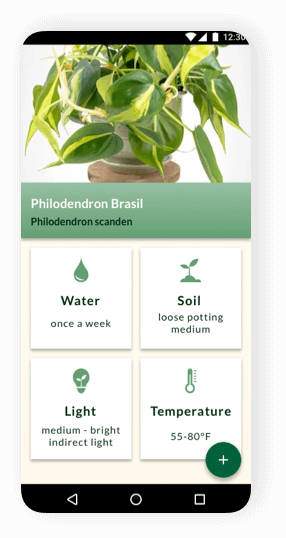 12:30
Philodendron Brasil
Philodendron scanden
Water
once a week
Soil
loose potting
medium
Light
medium - bright
indirect light
Temperature
55-80°F
+